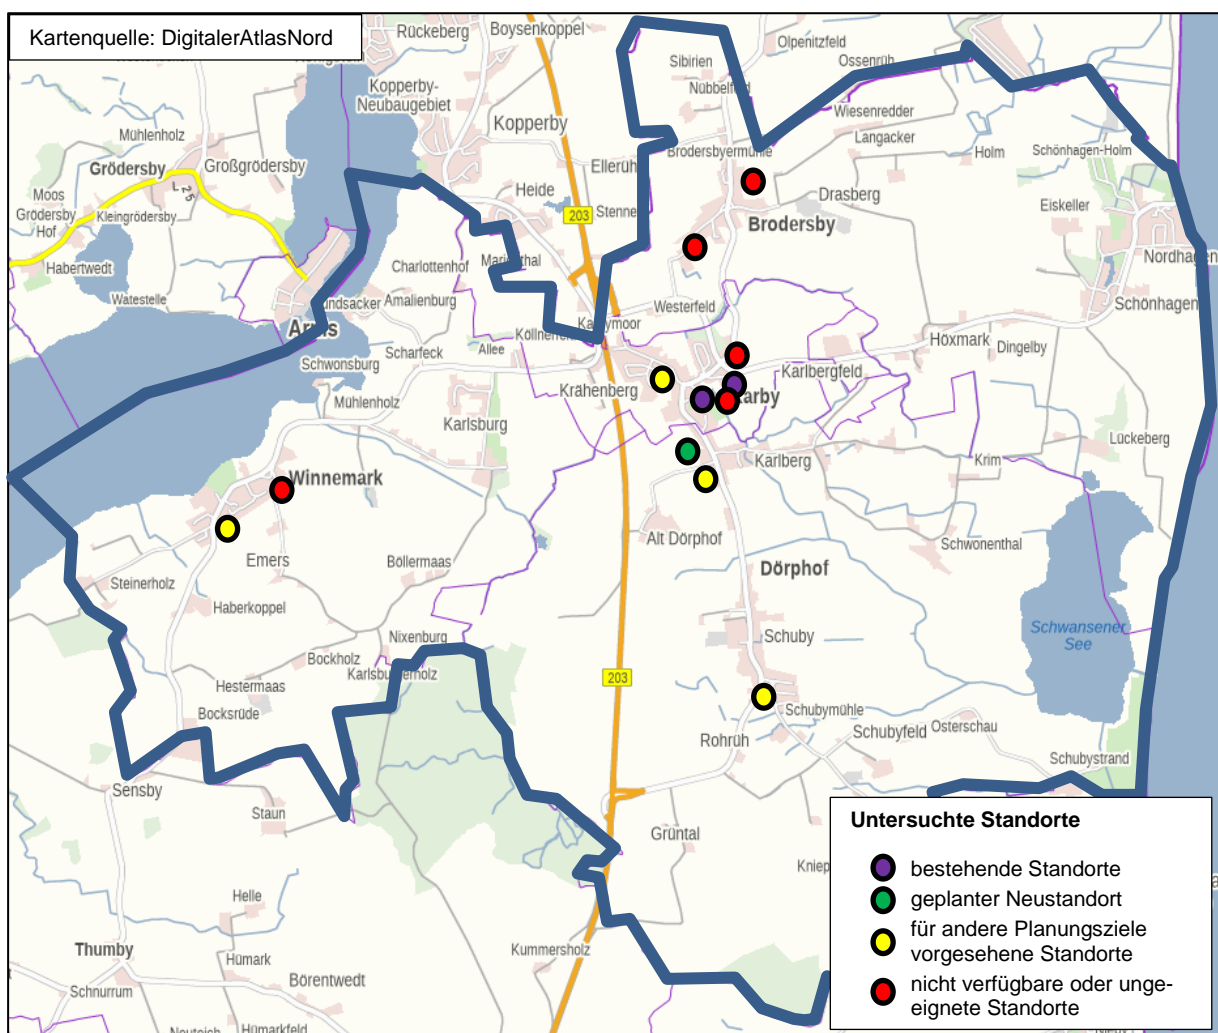 Kartenquelle: DigitalerAtlasNord
Rückeberg
Boysenkoppel
Olpenitzfeld
Sibirien
Ossenrüh
Nübbelfeld
Kopperby-
Neubaugebiet
Kopperby
Wiesenredder
Langacker
Mühlenholz
Großgrödersby
Grödersby
Ellerüh
Brodersbyermühle
Holm
Schönhagen-Holm
L 25
Moos
Grödersby
Hof
Kleingrödersby
Heide
Stenne
203
Drasberg
Eiskeller
Brodersby
Habertwedt
Charlottenhof
Nordhagen
Watestelle
Amalienburg
Westerfeld
Schönhagen
Köllnerfe
Scharfeck
Allee
Höxmark
Dingelby
Schwonsburg
Karlbergfeld
Krähenberg
Mühlenholz
Karlsburg
Lückeberg
Winnemark
Karlberg
Krim
Alt Dörphof
Schwonenthal
Emers
Böllermaas
Steinerholz
Dörphof
Haberkoppel
Schwansener
See
Nixenburg
Schuby
Bockholz
Hestermaas
203
Bocksrüde
Schubymühle
Schubyfeld
Osterschau
Rohrüh
Schubystrand
Sensby
Staun
Grüntal
Kniep
Helle
Thumby
Hümark
Kummersholz
Börentwedt
Schnurrum
Hümarkfeld
Untersuchte Standorte
bestehende Standorte
geplanter Neustandort
für andere Planungsziele
vorgesehene Standorte
nicht verfügbare oder unge-
eignete Standorte